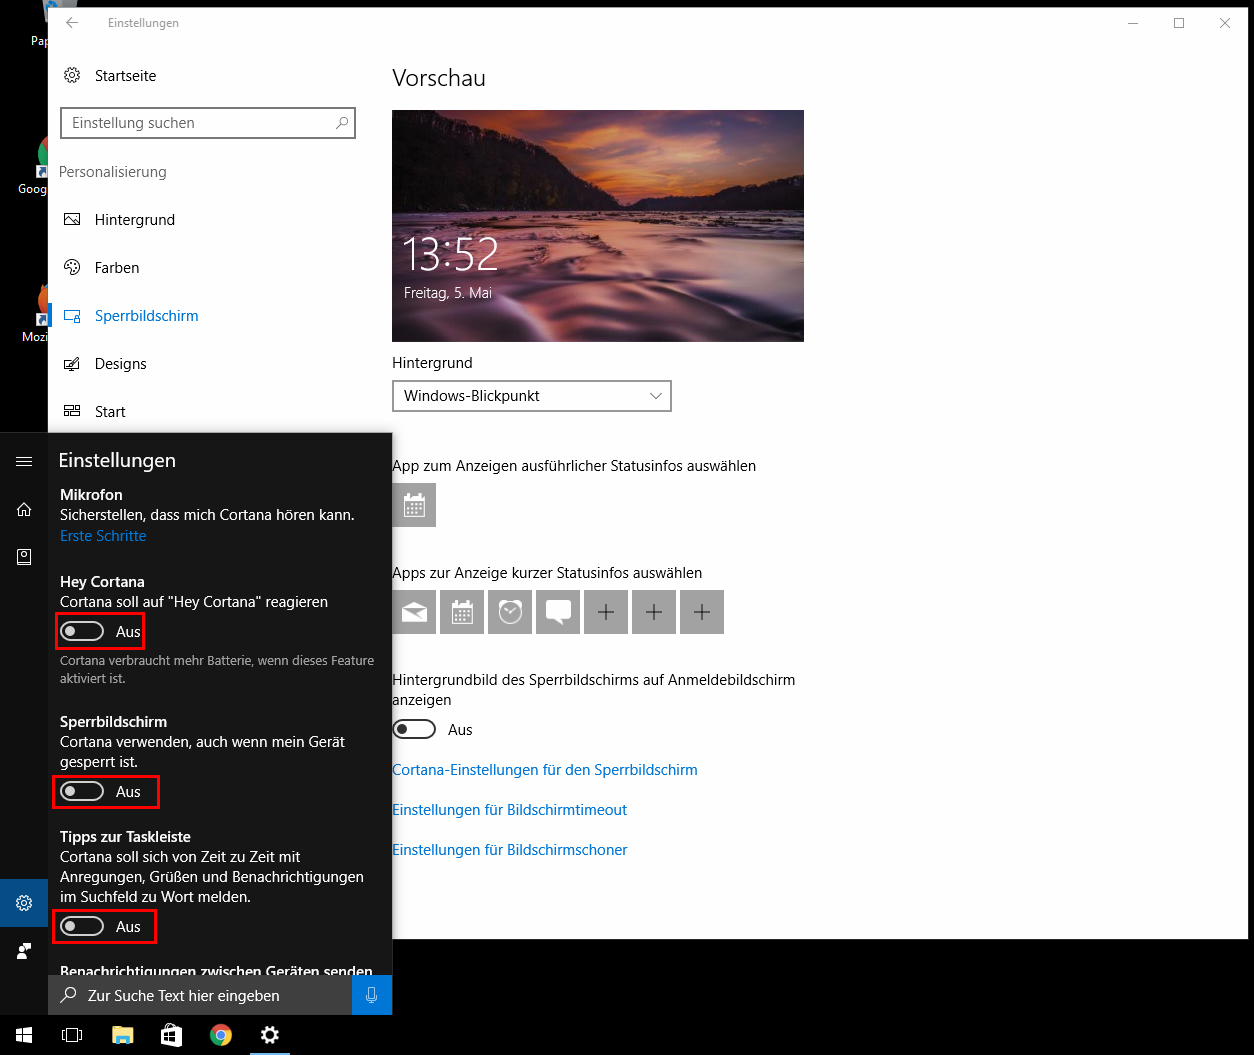 Pap
Goog
Mozi
Einstellungen
Startseite
Einstellung suchen
Personalisierung
Hintergrund
Farben
Sperrbildschirm
Designs
Start
Vorschau
13:52
Freitag, 5. Mai
Hintergrund
Windows-Blickpunkt
App zum Anzeigen ausführlicher Statusinfos auswählen
Apps zur Anzeige kurzer Statusinfos auswählen
Hintergrundbild des Sperrbildschirms auf Anmeldebildschirm
anzeigen
Aus
Cortana-Einstellungen für den Sperrbildschirm
Einstellungen für Bildschirmtimeout
Einstellungen für Bildschirmschoner
Einstellungen
Mikrofon
Sicherstellen, dass mich Cortana hören kann.
Erste Schritte
Hey Cortana
Cortana soll auf "Hey Cortana" reagieren
Aus
Cortana verbraucht mehr Batterie, wenn dieses Feature
aktiviert ist.
Sperrbildschirm
Cortana verwenden, auch wenn mein Gerät
gesperrt ist.
Aus
Tipps zur Taskleiste
Cortana soll sich von Zeit zu Zeit mit
Anregungen, Grüßen und Benachrichtigungen
im Suchfeld zu Wort melden.
Aus
Benachrichtigungen zwischen Geräten senden
Zur Suche Text hier eingeben